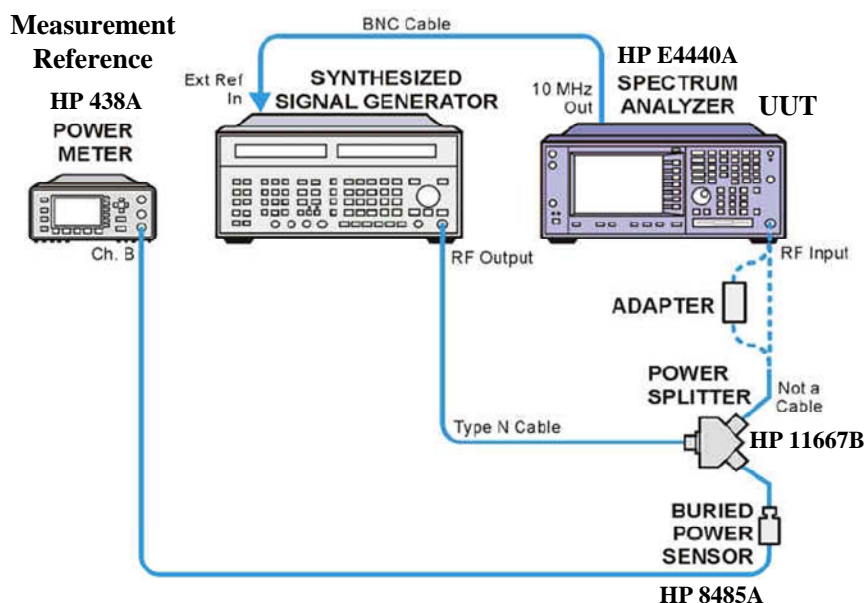 Measurement
Reference
HP 438A
POWER
METER
Ch. B
BNC Cable
Ext Ref
In
SYNTHESIZED
SIGNAL GENERATOR
RF Output
10 MHz
Out
HP E4440A
SPECTRUM
ANALYZER
UUT
RF Input
ADAPTER
POWER
SPLITTER
Not a
Cable
Type N Cable
HP 11667B
BURIED
POWER
SENSOR
HP 8485A